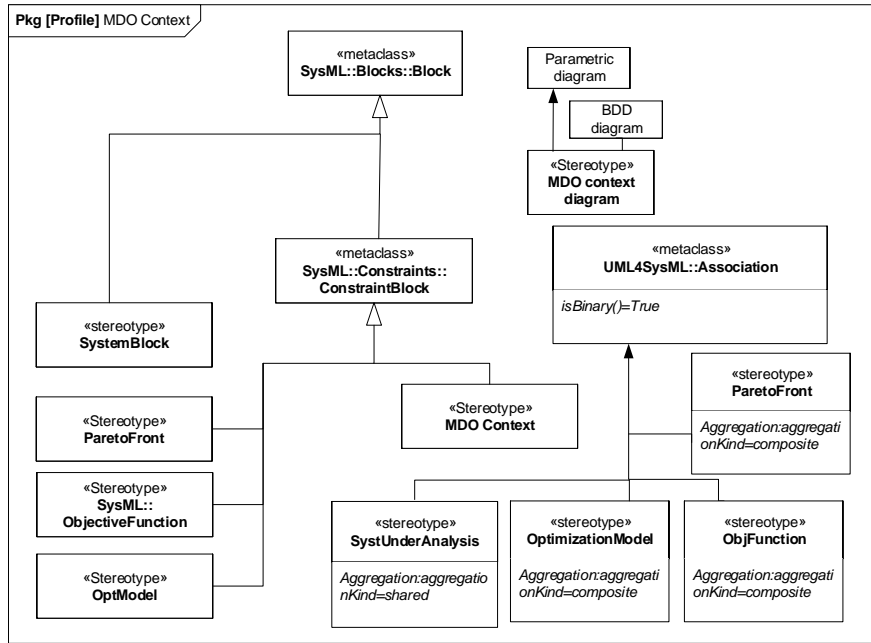 Pkg [Profile] MDO Context
«metaclass»
SysML::Blocks::Block
Parametric
diagram
BDD
diagram
«Stereotype»
MDO context
diagram
«metaclass»
SysML::Constraints::
ConstraintBlock
«metaclass»
UML4SysML::Association
isBinary()=True
«stereotype»
SystemBlock
«stereotype»
ParetoFront
Aggregation:aggregati
onKind=composite
«Stereotype»
ParetoFront
«Stereotype»
MDO Context
«Stereotype»
SysML::
ObjectiveFunction
«Stereotype»
OptModel
«stereotype»
SystUnderAnalysis
Aggregation:aggregatio
nKind=shared
«stereotype»
OptimizationModel
Aggregation:aggregati
onKind=composite
«stereotype»
ObjFunction
Aggregation:aggregati
onKind=composite